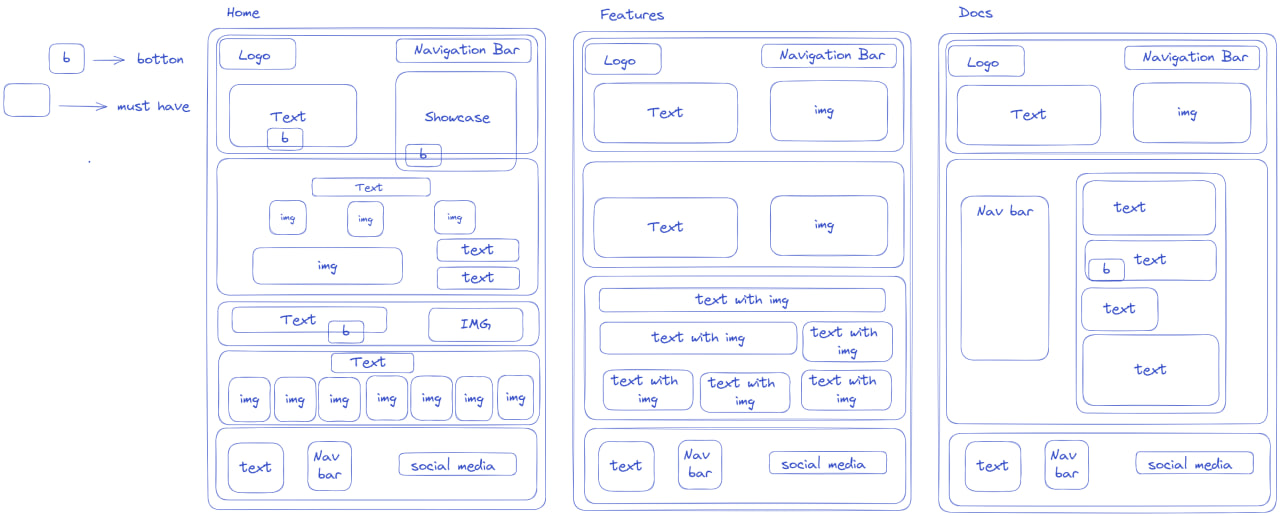 b
botton
must have
Home
Logo
Navigation Bar
Text
b
Showcase
b
Text
img
img
img
img
text
text
Text
b
IMG
Text
img
img
img
img
img
img
img
text
Nav
bar
social media
Features
Logo
Navigation Bar
Text
img
Text
img
text with img
text with img
text with
img
text with
img
text with
img
text with
img
text
Nav
bar
social media
Docs
Logo
Navigation Bar
Text
img
Nav bar
text
text
b
text
text
text
Nav
bar
social media